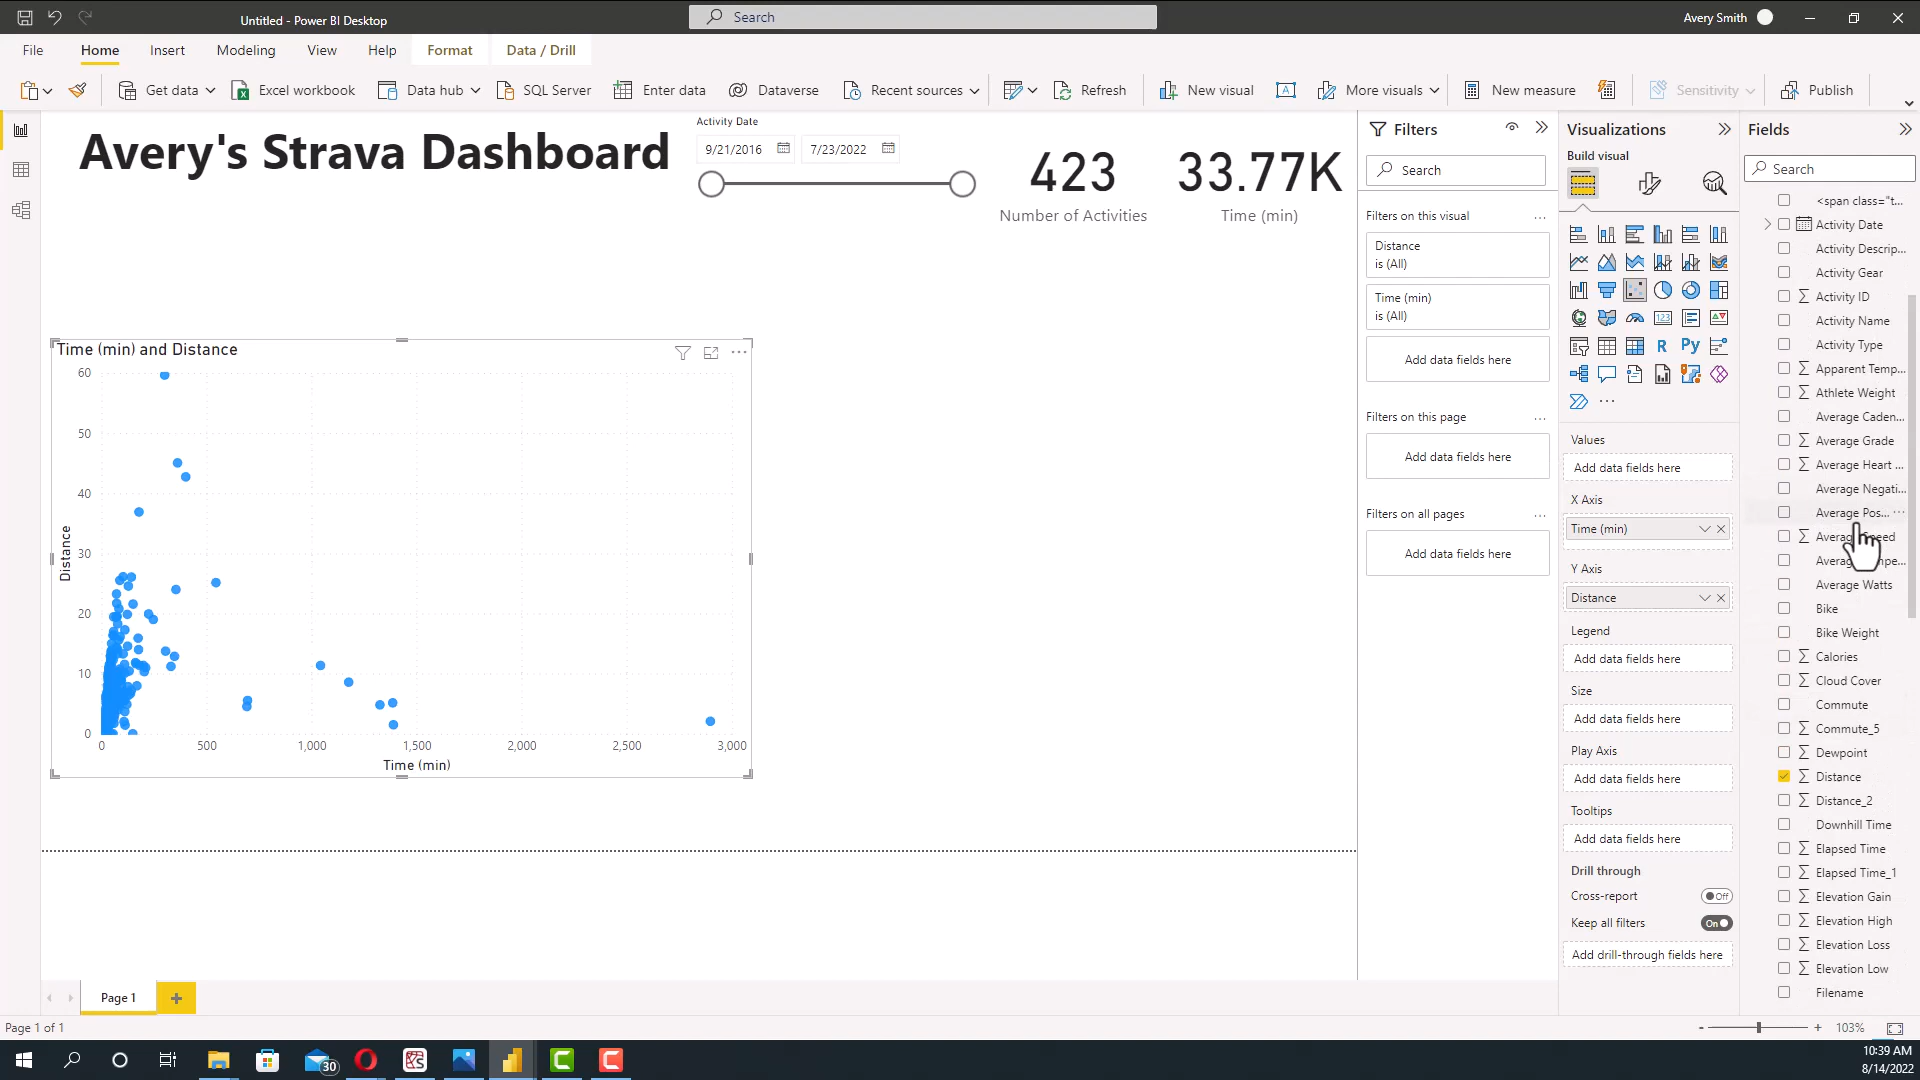 Untitled - Power BI Desktop
Search
Avery Smith
File
Home
Insert
Modeling
View
Help
Format
Data / Drill
Get data
Excel workbook
Data hub
SQL Server
Enter data
Dataverse
Recent sources
Refresh
New visual
More visuals
New measure
Sensitivity
Publish
Avery's Strava Dashboard
Activity Date
9/21/2016
7/23/2022
423
Number of Activities
33.77K
Time (min)
Time (min) and Distance
60
50
40
30
20
10
0
Distance
0
500
1,000
1,500
2,000
2,500
3,000
Time (min)
Filters
Search
Filters on this visual
...
Distance
is (All)
Time (min)
is (All)
Add data fields here
Filters on this page
...
Add data fields here
Filters on all pages
...
Add data fields here
Visualizations
Build visual
123
R
Py
...
Values
Add data fields here
X Axis
Time (min)
Y Axis
Distance
Legend
Add data fields here
Size
Add data fields here
Play Axis
Add data fields here
Tooltips
Add data fields here
Drill through
Cross-report
Off
Keep all filters
On
Add drill-through fields here
Fields
Search
<span class="t...
Activity Date
Activity Descrip...
Activity Gear
Activity ID
Activity Name
Activity Type
Apparent Temp...
Athlete Weight
Average Caden...
Average Grade
Average Heart ...
Average Negati...
Average Pos... ...
Average Speed
Average Watts
Bike
Bike Weight
Calories
Cloud Cover
Commute
Commute_5
Dewpoint
Distance
Distance_2
Downhill Time
Elapsed Time
Elapsed Time_1
Elevation Gain
Elevation High
Elevation Loss
Elevation Low
Filename
Page 1
+
Page 1 of 1
- + 103%
30
10:39 AM
8/14/2022